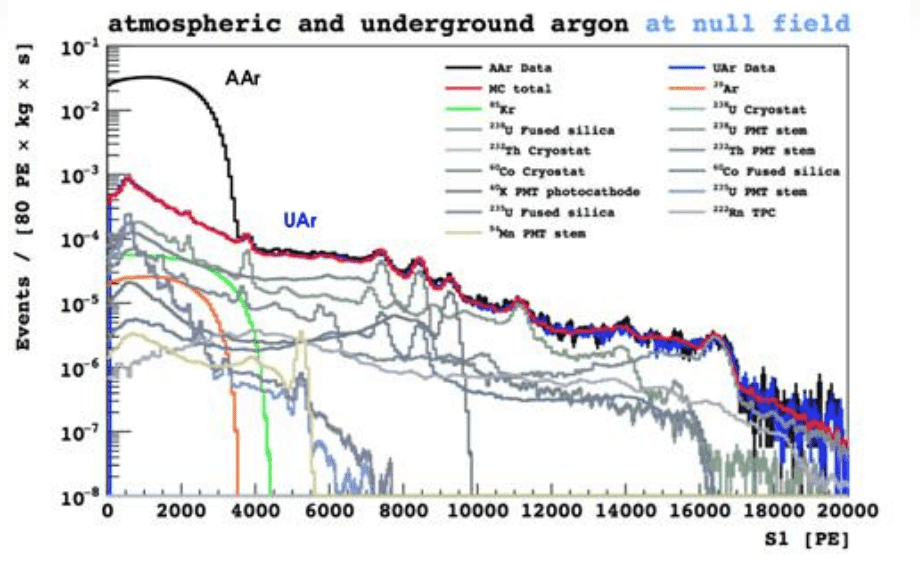 atmospheric and underground argon at null field
Events / [80 PE × kg × s]
10⁻¹
10⁻²
10⁻³
10⁻⁴
10⁻⁵
10⁻⁶
10⁻⁷
10⁻⁸
AAr
UAr
AAr Data
MC total
⁸⁵Kr
²³⁸U Fused silica
²³²Th Cryostat
⁶⁰Co Cryostat
⁴⁰K PMT photocathode
²³⁵U Fused silica
⁵⁴Mn PMT stem
UAr Data
³⁹Ar
²³⁸U Cryostat
²³⁸U PMT stem
²³²Th PMT stem
⁶⁰Co Fused silica
²³⁵U PMT stem
²²²Rn TPC
0 2000 4000 6000 8000 10000 12000 14000 16000 18000 20000
S1 [PE]